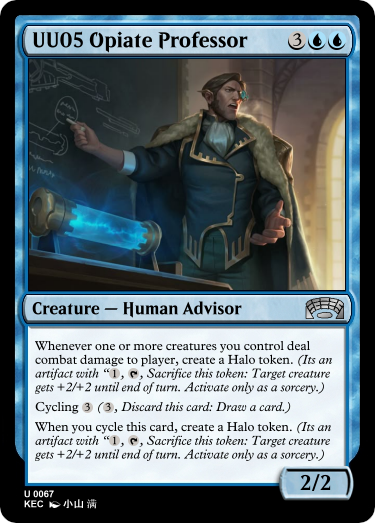 UU05 Opiate Professor 3
Creature — Human Advisor
Whenever one or more creatures you control deal
combat damage to player, create a Halo token. (Its an
artifact with “1, , Sacrifice this token: Target creature
gets +2/+2 until end of turn. Activate only as a sorcery.)
Cycling 3 (3, Discard this card: Draw a card.)
When you cycle this card, create a Halo token. (Its an
artifact with “1, , Sacrifice this token: Target creature
gets +2/+2 until end of turn. Activate only as a sorcery.)
2/2
U 0067
KEC 小山 满